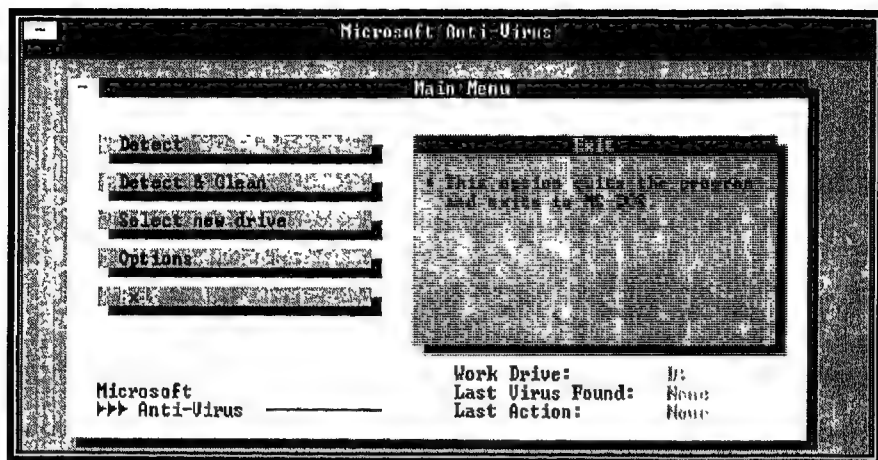 Microsoft Anti-Virus
Main Menu
Detect
Detect & Clean
Select new drive
Options
Exit
* This option quits the program
and exits to MS-DOS.
Work Drive:
Last Virus Found: None
Last Action: None
Microsoft
►►► Anti-Virus